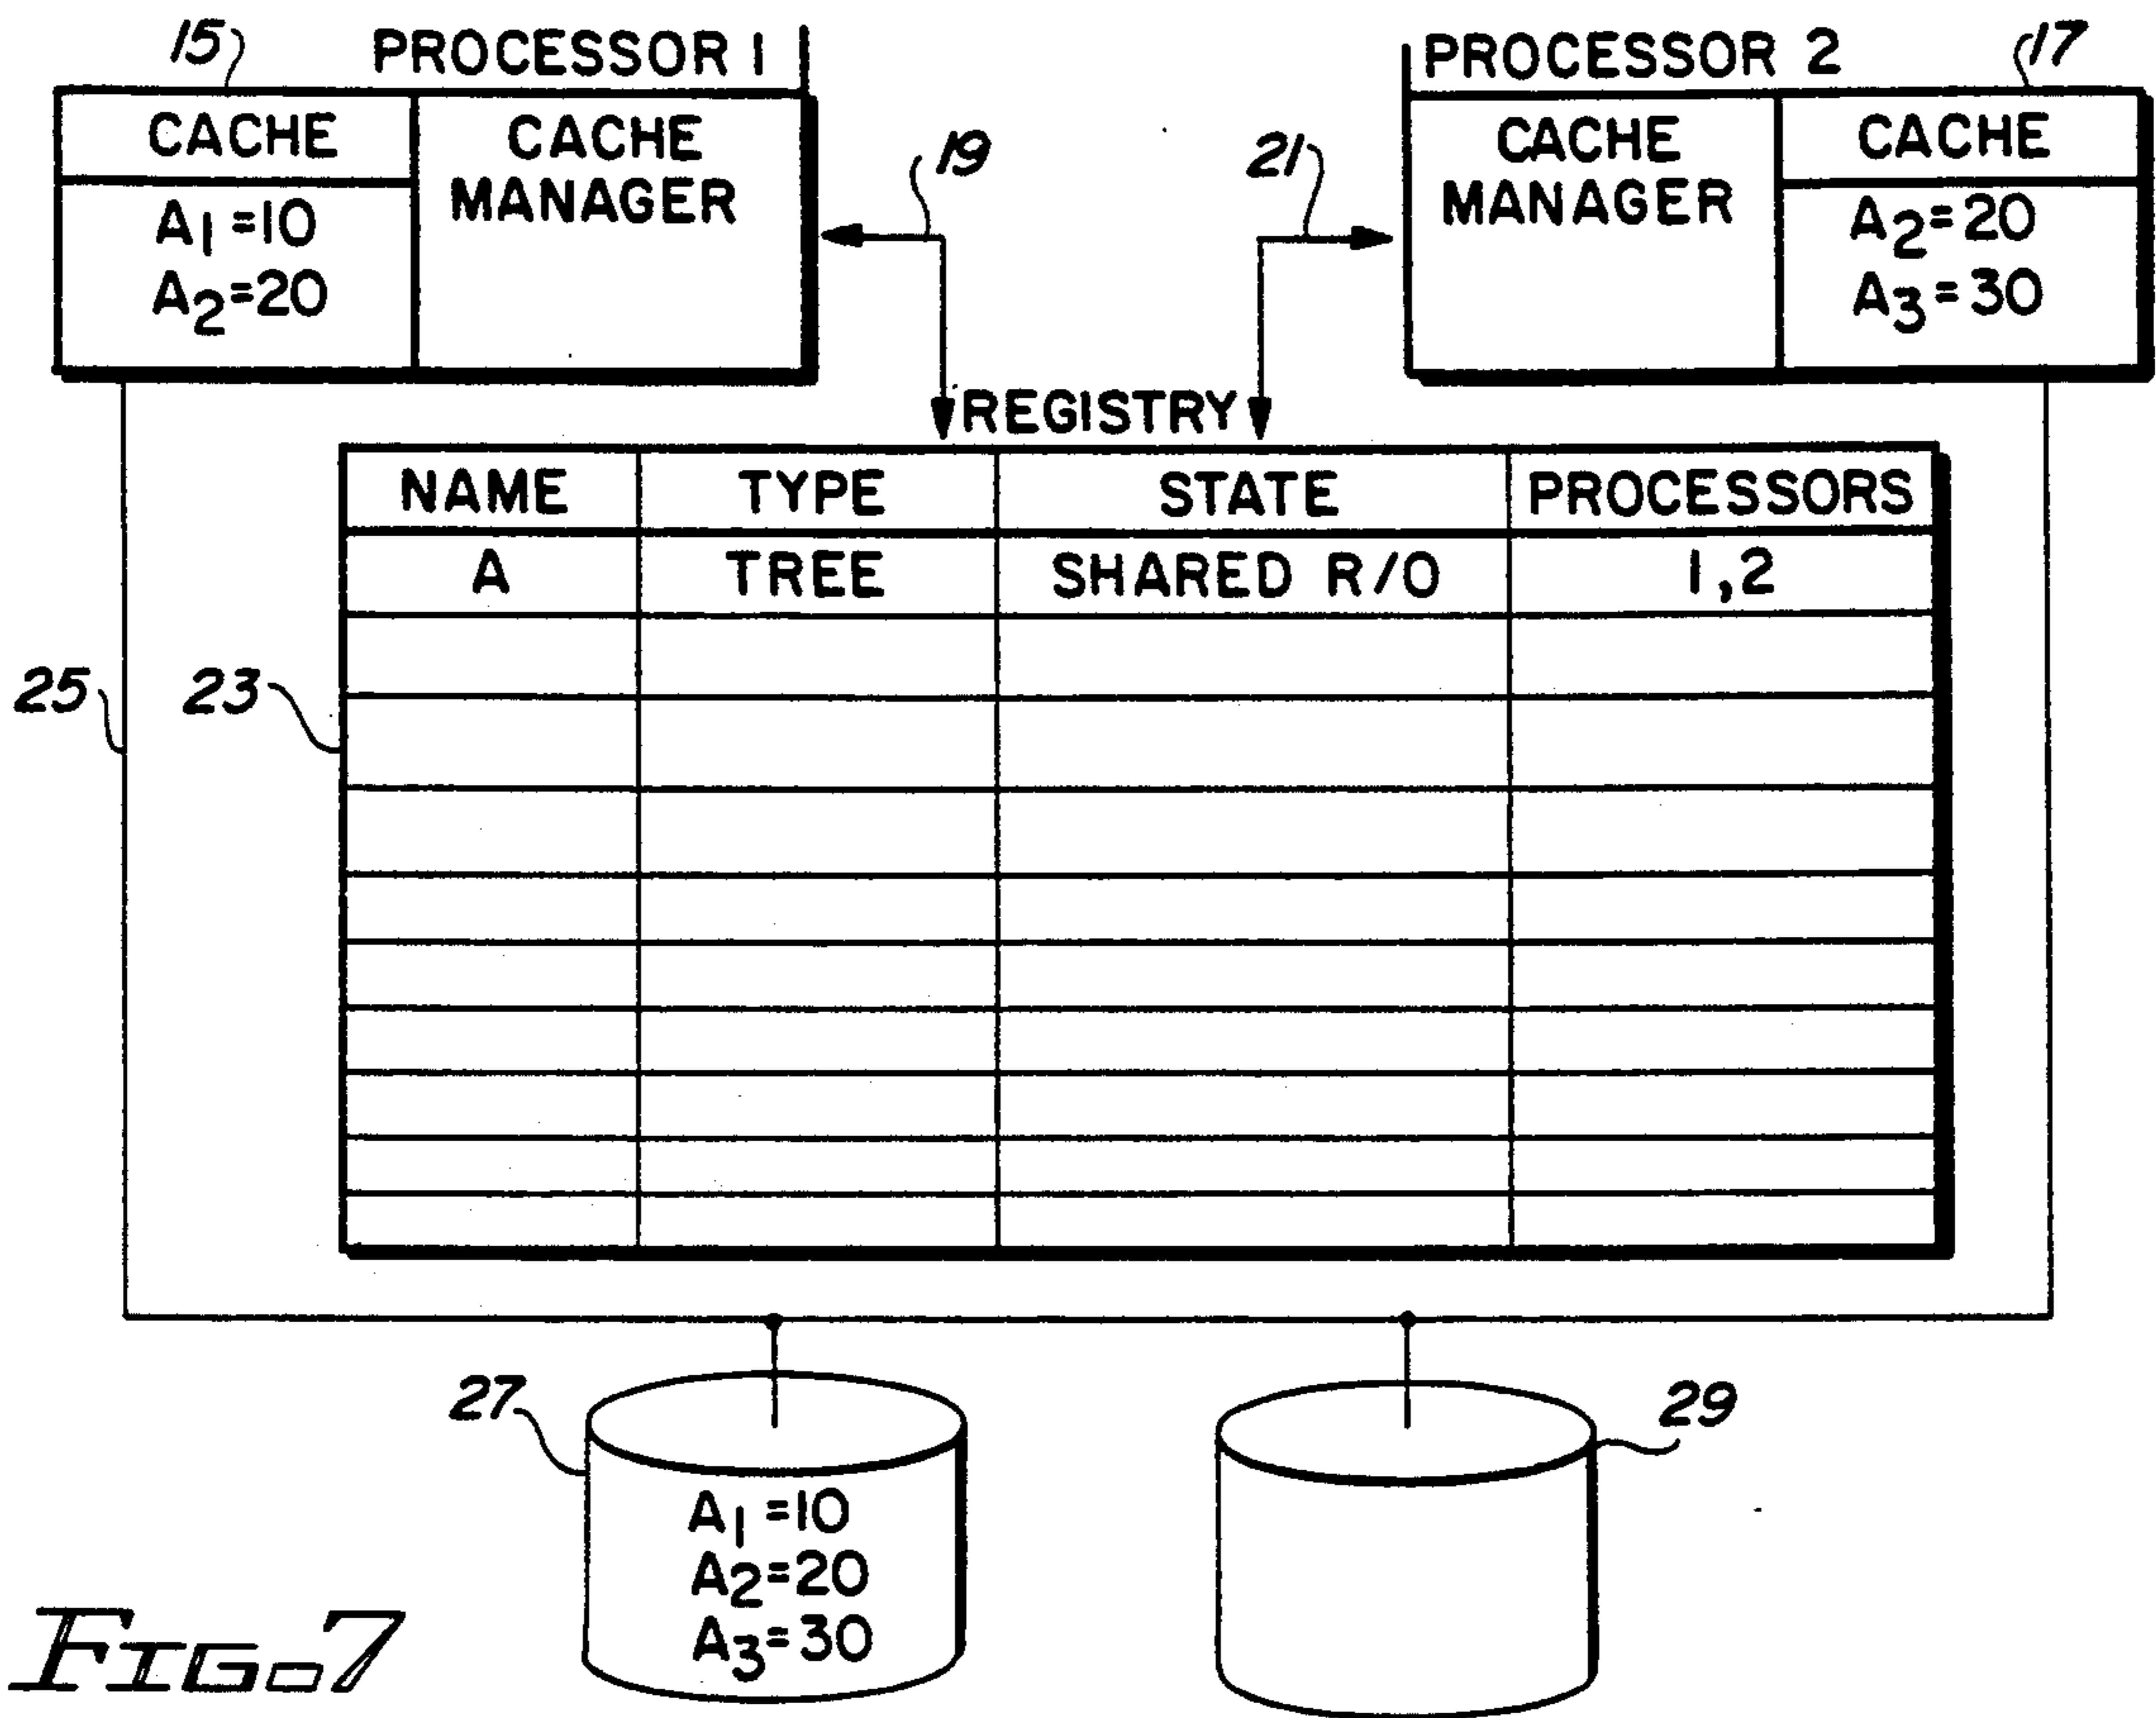 15 PROCESSOR 1 PROCESSOR 2 17
CACHE CACHE MANAGER 19 21 CACHE MANAGER CACHE
A1=10
A2=20
A2=20
A3=30
REGISTRY
NAME TYPE STATE PROCESSORS
A TREE SHARED R/O 1,2
25 23
27 29
A1=10
A2=20
A3=30
FIG.7